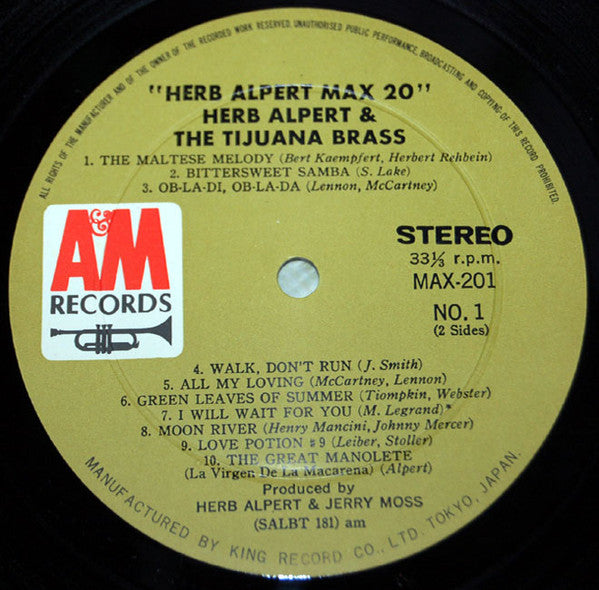 ALL RIGHTS OF THE MANUFACTURER AND OF THE OWNER OF THE RECORDED WORK RESERVED. UNAUTHORISED PUBLIC PERFORMANCE, BROADCASTING AND COPYING OF THIS RECORD PROHIBITED.
"HERB ALPERT MAX 20"
HERB ALPERT &
THE TIJUANA BRASS
1. THE MALTESE MELODY (Bert Kaempfert, Herbert Rehbein)
2. BITTERSWEET SAMBA (S. Lake)
3. OB-LA-DI, OB-LA-DA (Lennon, McCartney)
A&M
RECORDS
STEREO
33⅓ r.p.m.
MAX-201
NO. 1
(2 Sides)
4. WALK, DON'T RUN (J. Smith)
5. ALL MY LOVING (McCartney, Lennon)
6. GREEN LEAVES OF SUMMER (Tiompkin, Webster)
7. I WILL WAIT FOR YOU (M. Legrand)*
8. MOON RIVER (Henry Mancini, Johnny Mercer)
9. LOVE POTION #9 (Leiber, Stoller)
10. THE GREAT MANOLETE
(La Virgen De La Macarena) (Alpert)
Produced by
HERB ALPERT & JERRY MOSS
(SALBT 181) am
MANUFACTURED BY KING RECORD CO., LTD. TOKYO, JAPAN.